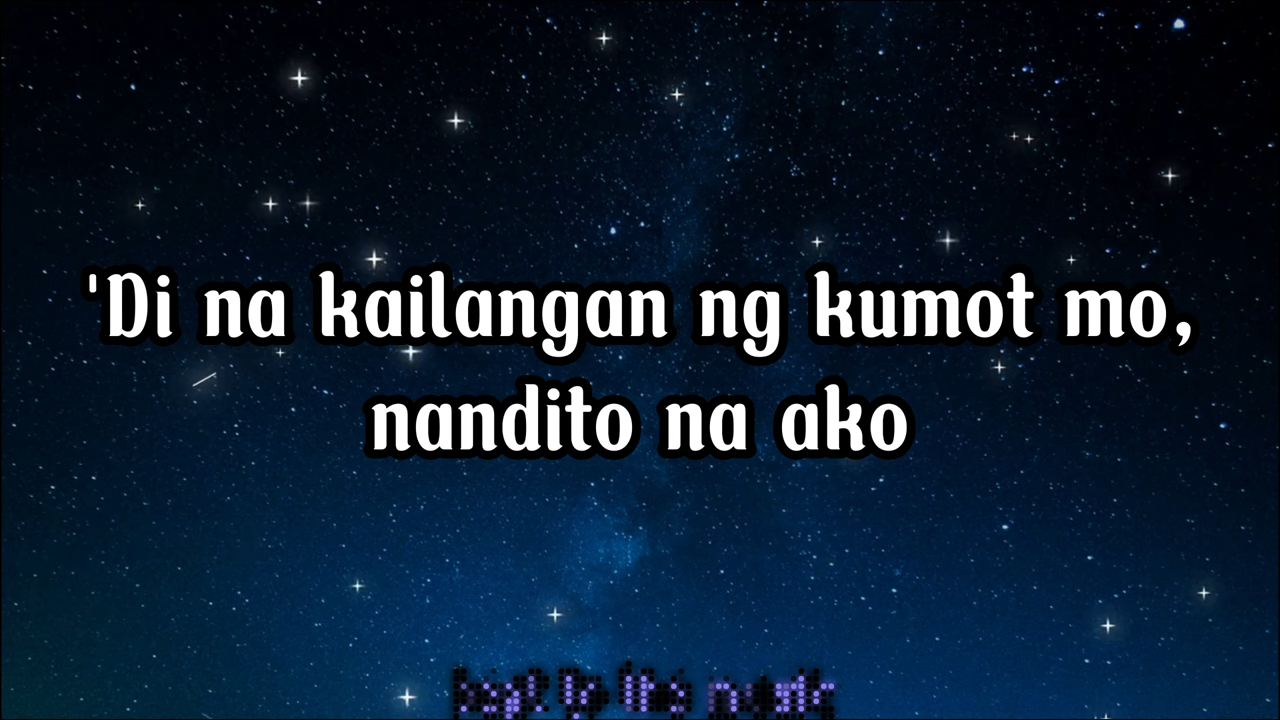 'Di na kailangan ng kumot mo,
nandito na ako